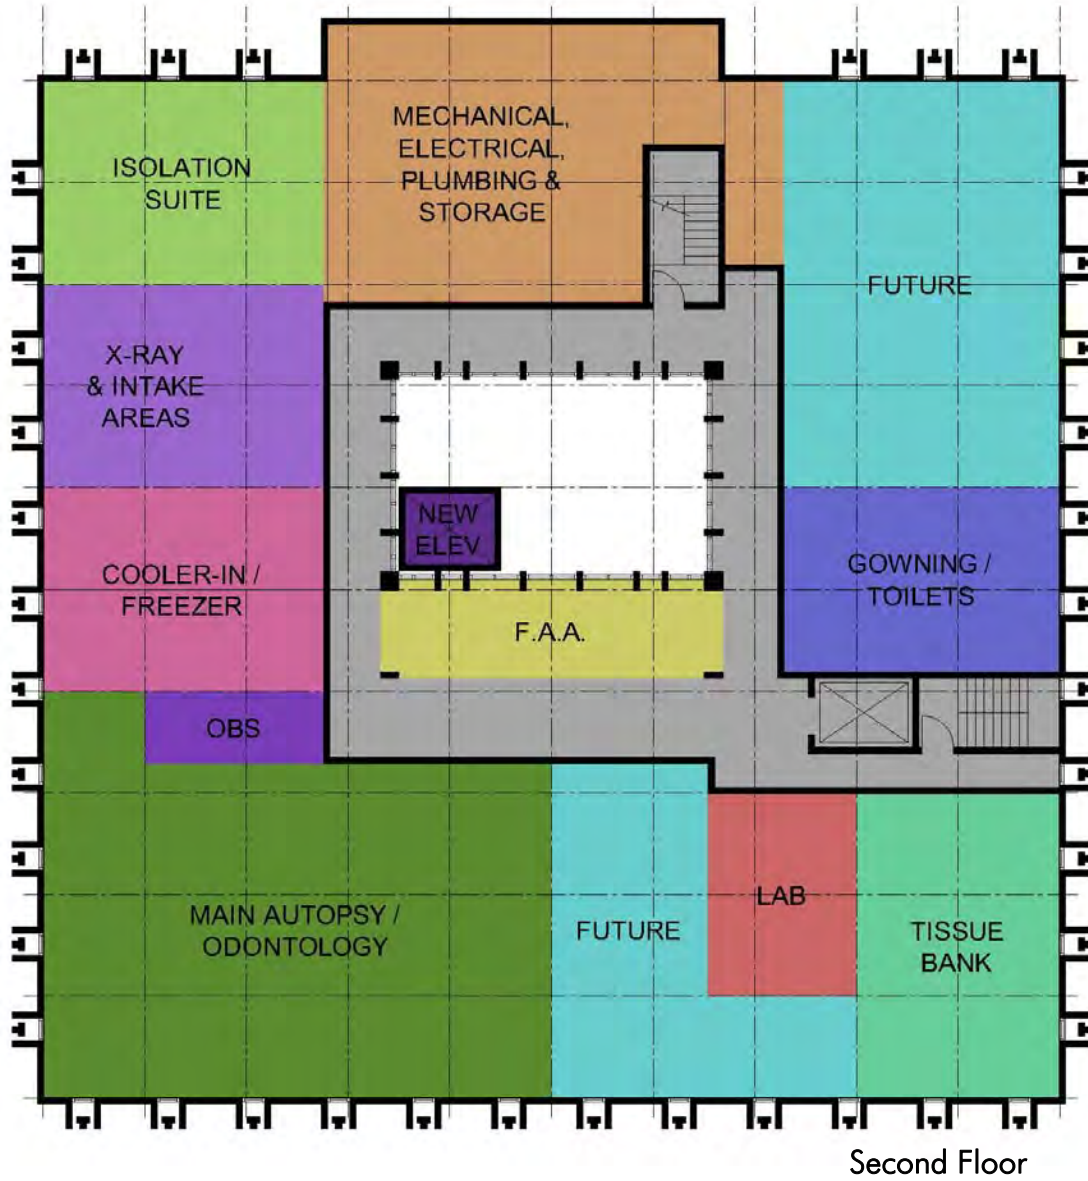 MECHANICAL,
ELECTRICAL,
PLUMBING &
STORAGE
ISOLATION
SUITE
FUTURE
X-RAY
& INTAKE
AREAS
NEW
ELEV
COOLER-IN /
FREEZER
GOWNING /
TOILETS
F.A.A.
OBS
MAIN AUTOPSY /
ODONTOLOGY
FUTURE
LAB
TISSUE
BANK
Second Floor